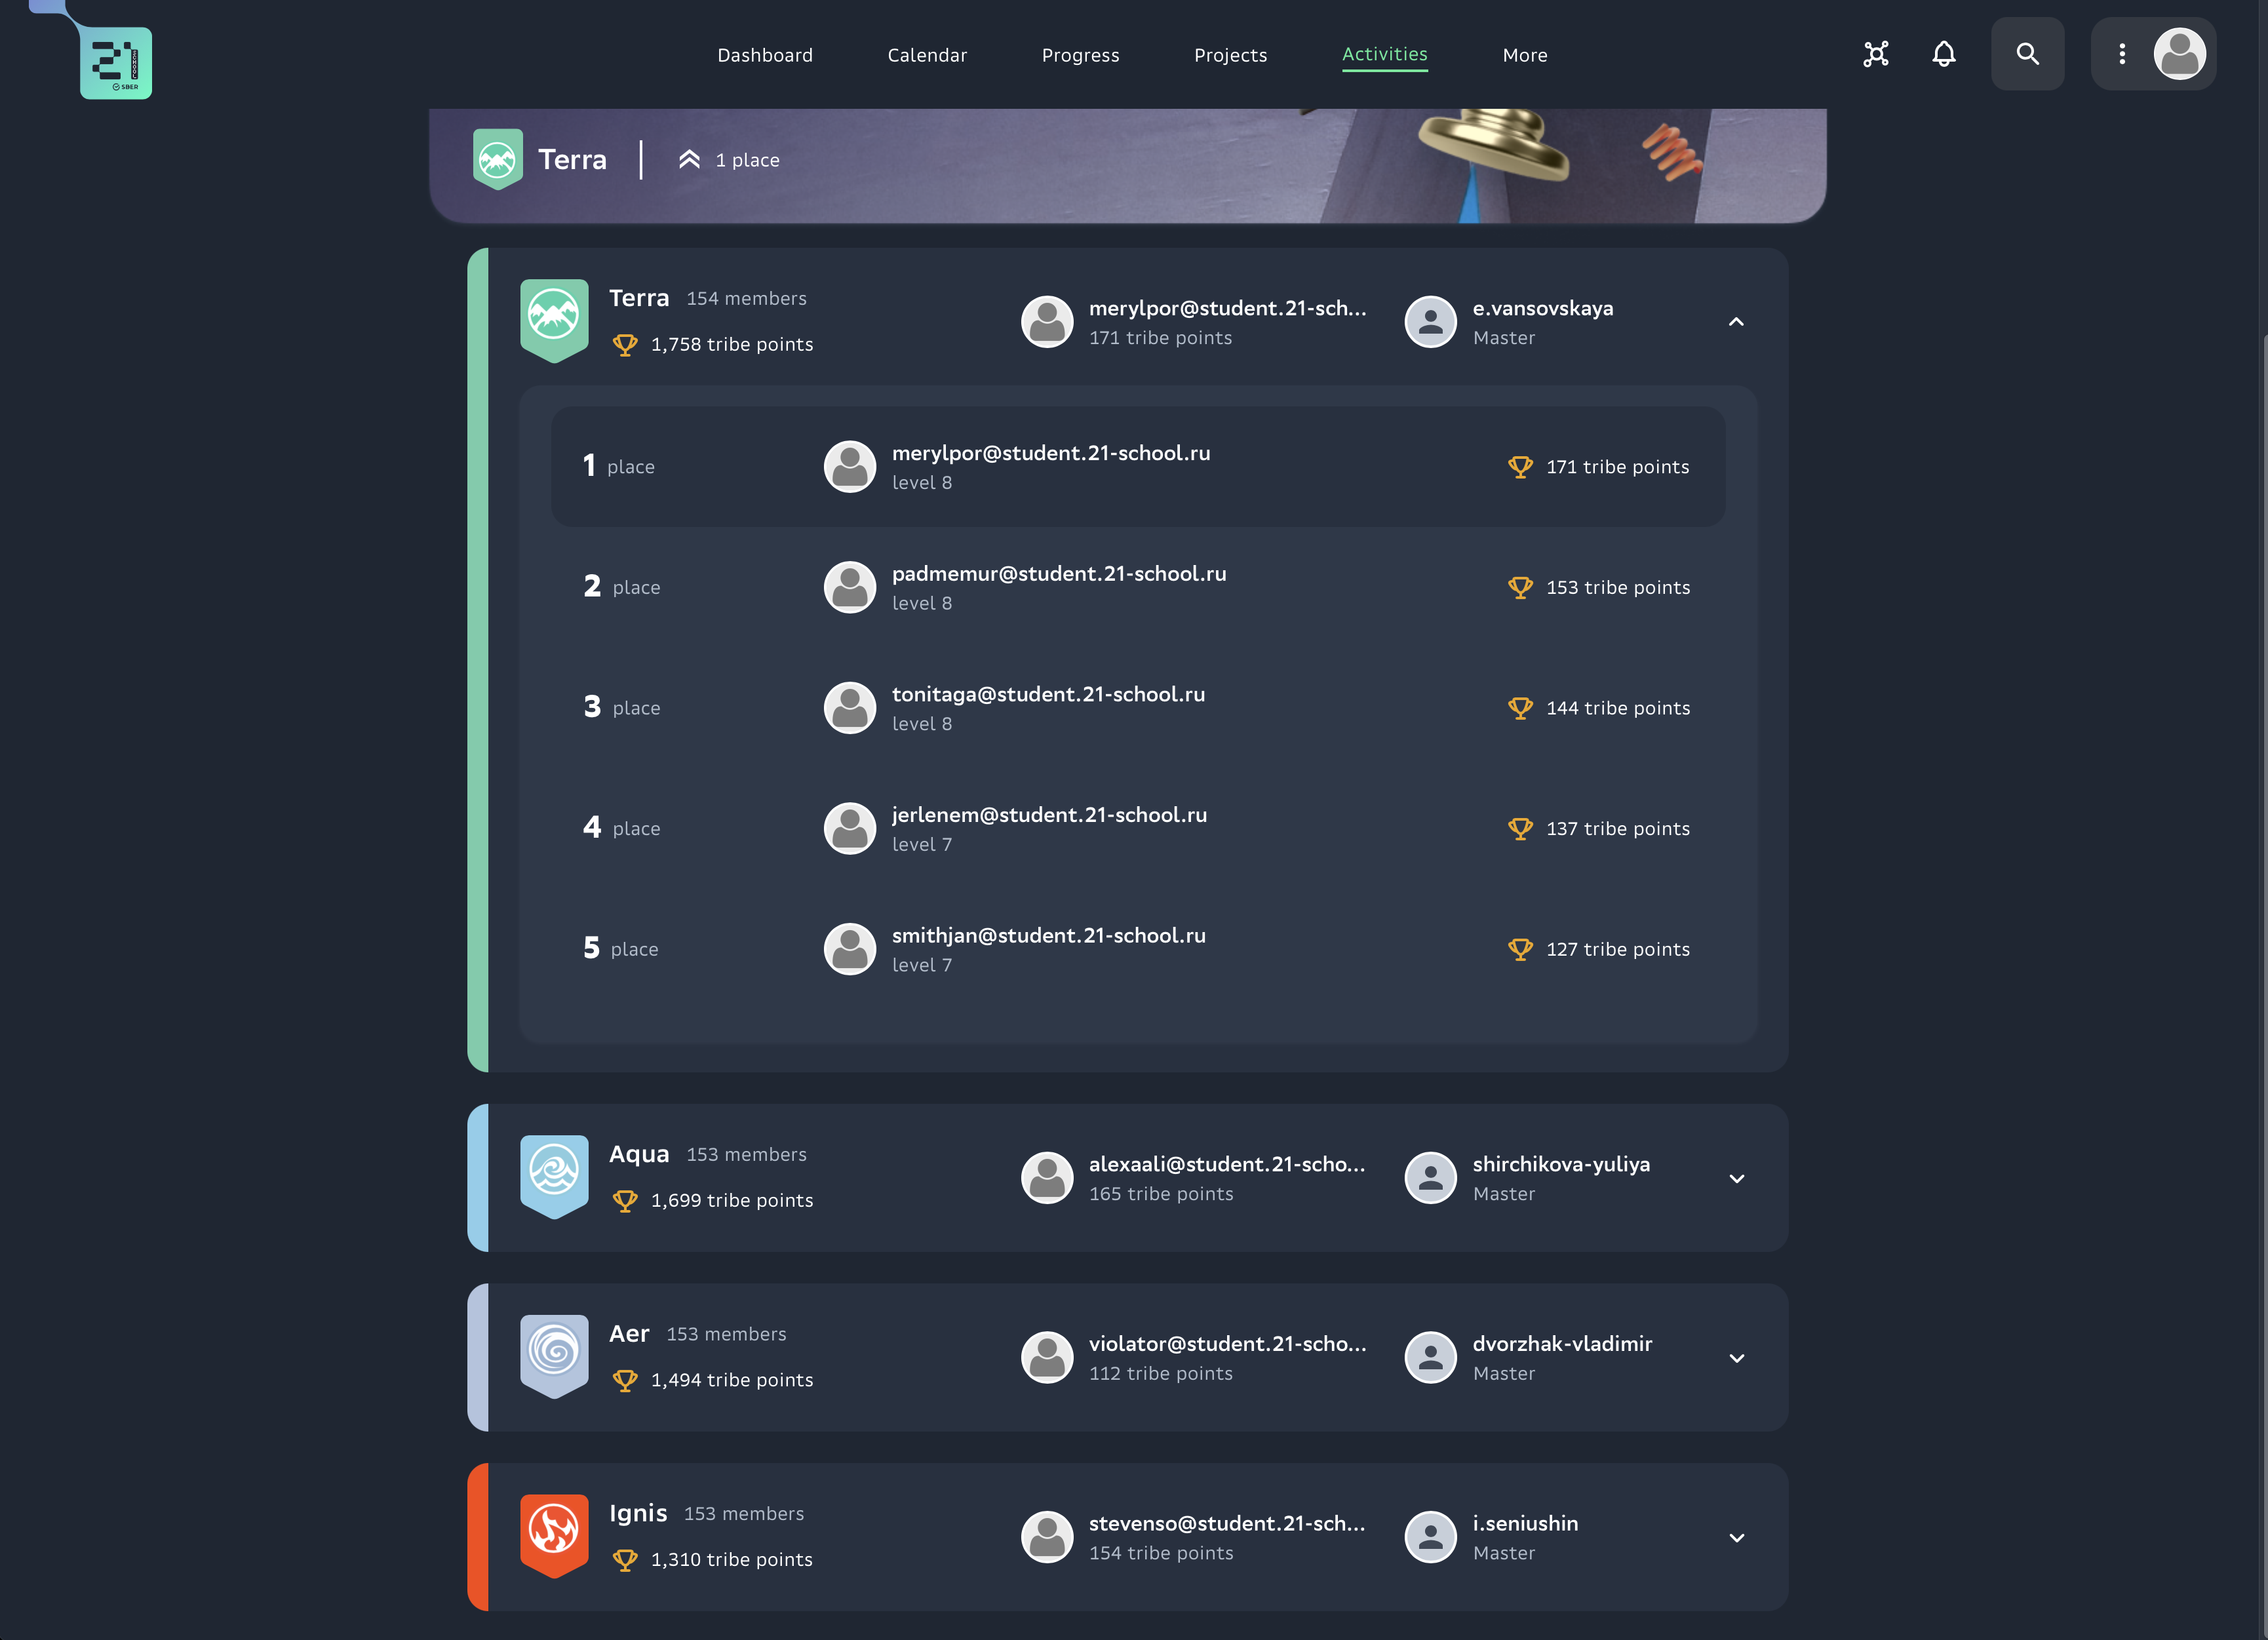 21
SCHOOL
SBER
Dashboard
Calendar
Progress
Projects
Activities
More
Terra
1 place
Terra 154 members
1,758 tribe points
merylpor@student.21-sch...
171 tribe points
e.vansovskaya
Master
1 place
merylpor@student.21-school.ru
level 8
171 tribe points
2 place
padmemur@student.21-school.ru
level 8
153 tribe points
3 place
tonitaga@student.21-school.ru
level 8
144 tribe points
4 place
jerlenem@student.21-school.ru
level 7
137 tribe points
5 place
smithjan@student.21-school.ru
level 7
127 tribe points
Aqua 153 members
1,699 tribe points
alexaali@student.21-scho...
165 tribe points
shirchikova-yuliya
Master
Aer 153 members
1,494 tribe points
violator@student.21-scho...
112 tribe points
dvorzhak-vladimir
Master
Ignis 153 members
1,310 tribe points
stevenso@student.21-sch...
154 tribe points
i.seniushin
Master